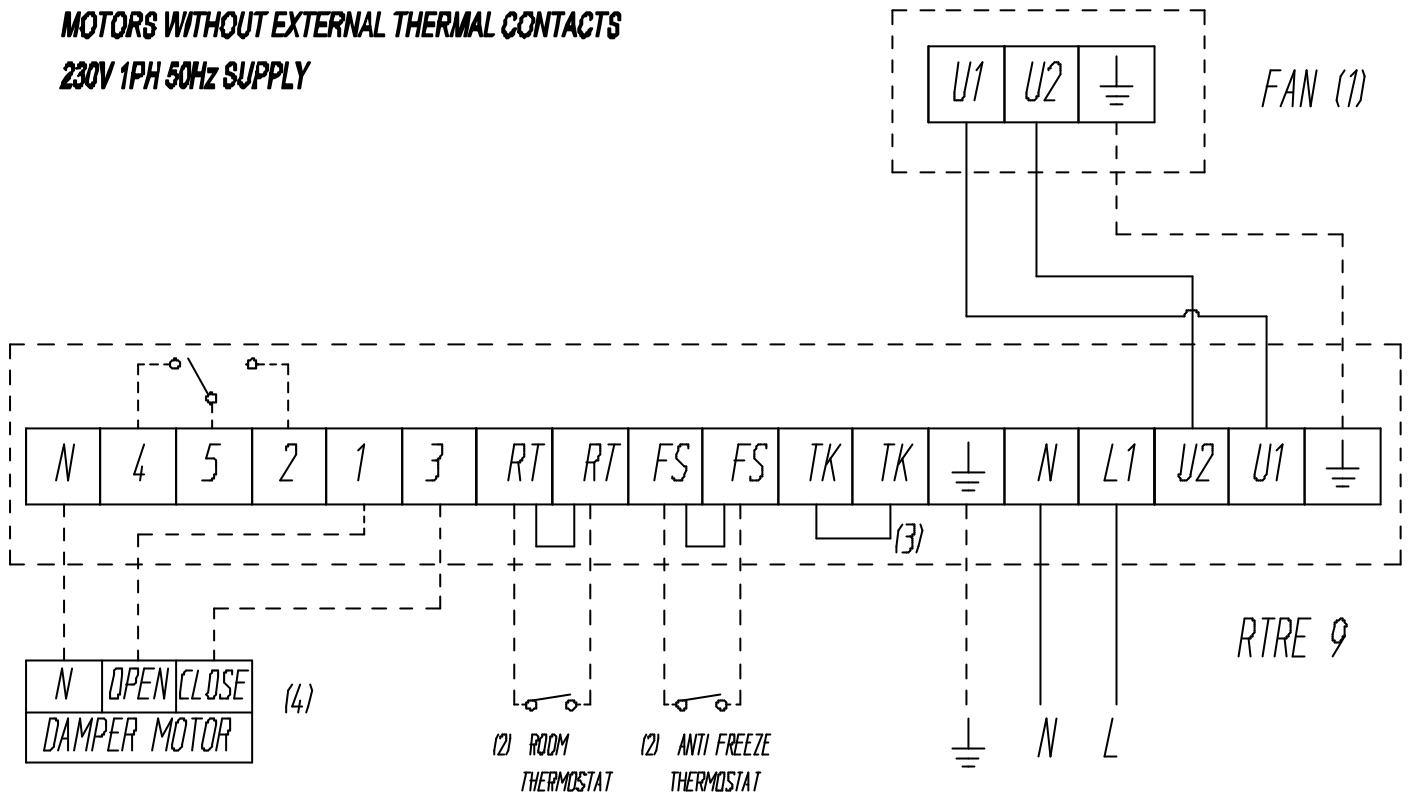 MOTORS WITHOUT EXTERNAL THERMAL CONTACTS
230V 1PH 50Hz SUPPLY
U1 U2
FAN (1)
N 4 5 2 1 3 RT RT FS FS TK TK N L1 U2 U1
(3)
RTRE 9
N OPEN CLOSE
(4)
DAMPER MOTOR
(2) ROOM
THERMOSTAT
(2) ANTI FREEZE
THERMOSTAT
N L